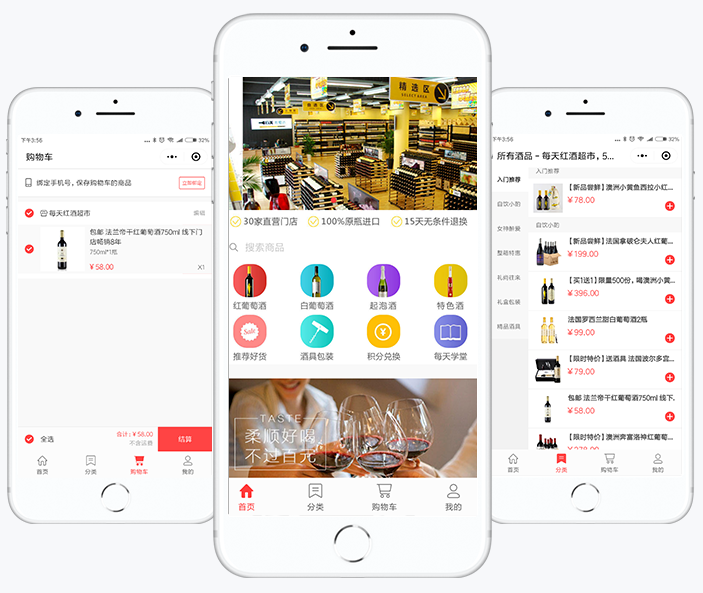 下午3:56
32%
购物车
绑定手机号，保存购物车的商品
立即绑定
每天红酒超市
编辑
包邮.法兰帝干红葡萄酒750ml 线下门
店畅销8年
750ml*1瓶
¥ 58.00
X1
全选
合计：¥ 58.00
不含运费
结算
首页
分类
购物车
我的
精选区
SELECT AREA
30家直营门店
100%原瓶进口
15天无条件退换
搜索商品
红葡萄酒
白葡萄酒
起泡酒
特色酒
Sale
推荐好货
酒具包装
积分兑换
每天学堂
TASTE
柔顺好喝
不过百元
首页
分类
购物车
我的
3:56
32%
所有酒品 - 每天红酒超市，5...
入门推荐
自饮小酌
女特醉爱
整箱特惠
礼尚往来
礼盒包装
精品酒具
入门推荐
【新品尝鲜】澳洲小黄鱼西拉小红...
¥ 78.00
自饮小酌
【新品尝鲜】法国拿破仑夫人红葡...
¥ 199.00
【买1送1】限量500份，喝澳洲小黄...
¥ 396.00
法国罗西兰甜白葡萄酒2瓶
¥ 99.00
【限时特价】送酒具 法国波尔多宫...
¥ 79.00
包邮.法兰帝干红葡萄酒750ml 线下..
¥ 58.00
【限时特价】澳洲奔富洛神红葡萄...
首页
分类
购物车
我的